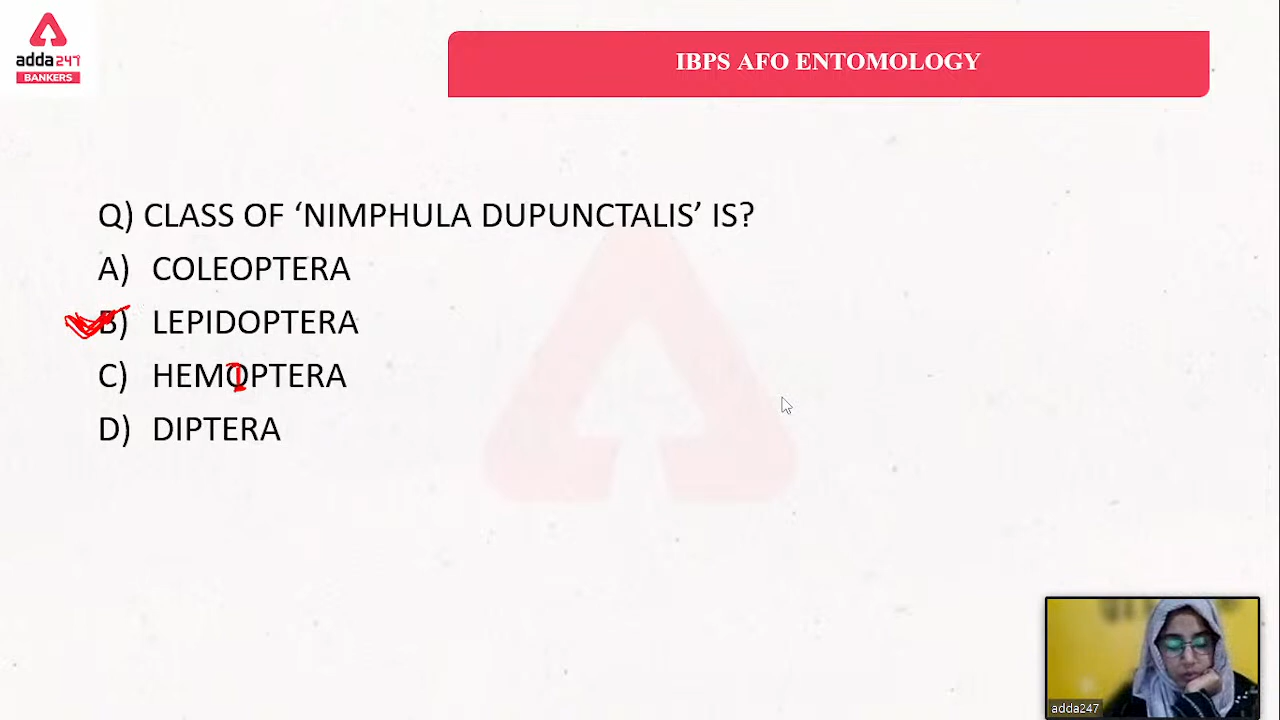 adda247
BANKERS
IBPS AFO ENTOMOLOGY
Q) CLASS OF ‘NIMPHULA DUPUNCTALIS’ IS?
A) COLEOPTERA
B) LEPIDOPTERA
C) HEMOPTERA
D) DIPTERA
adda247